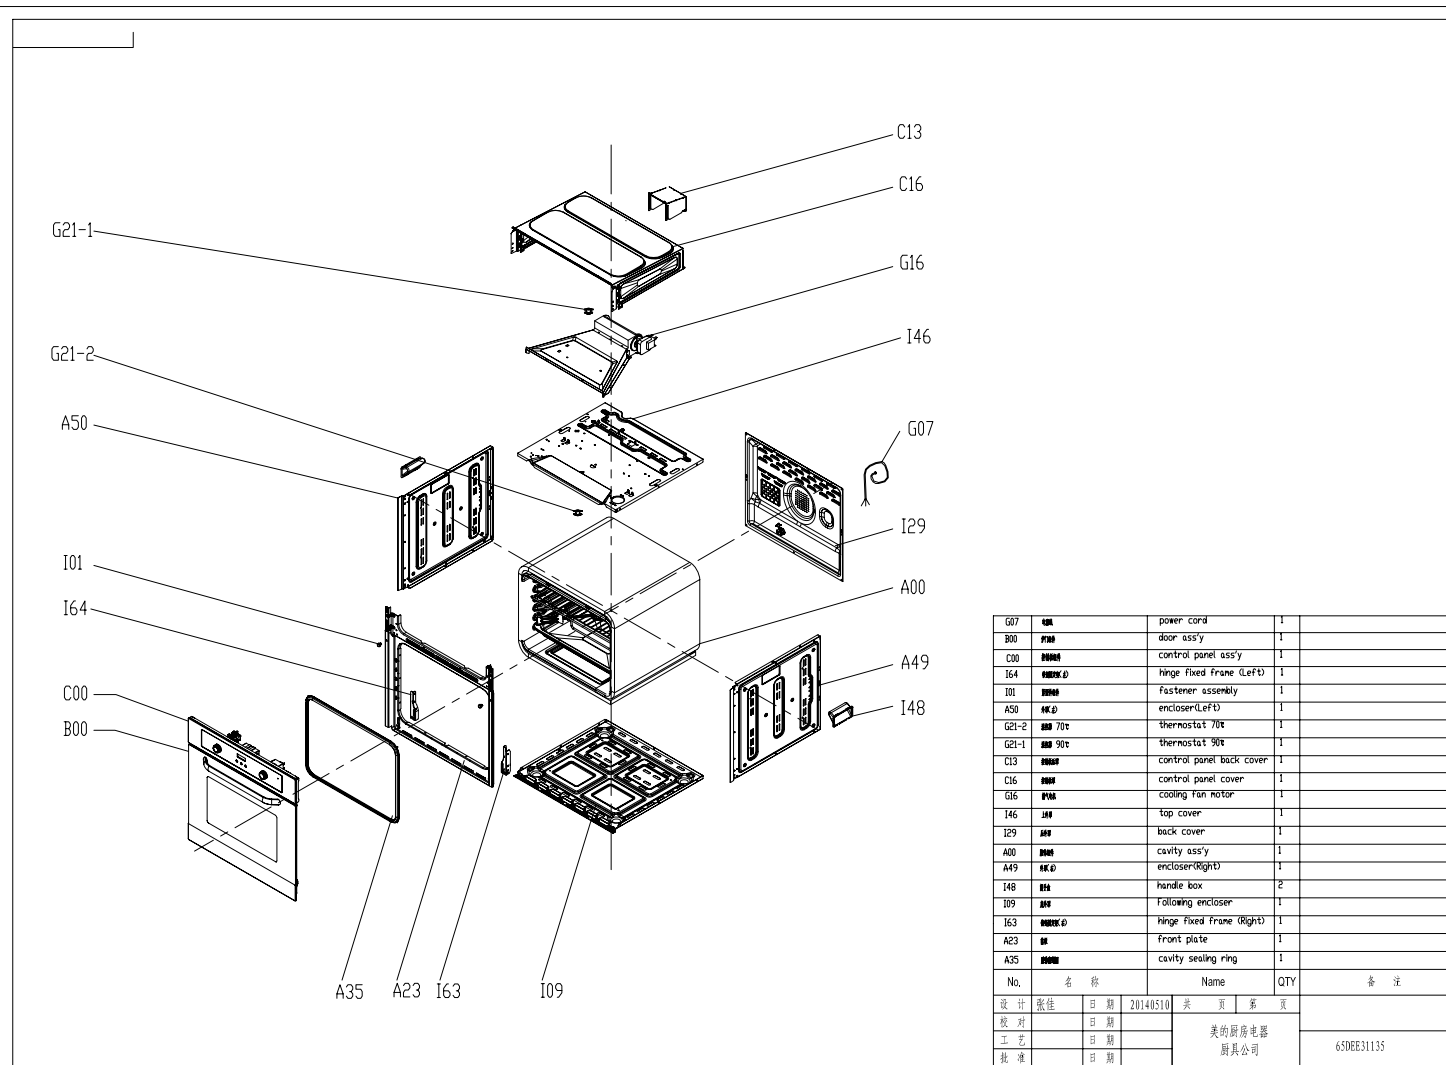 C13
C16
G21-1
G16
I46
G21-2
A50
G07
I29
I01
A00
I64
A49
C00
I48
B00
A35
A23
I63
I09
G07 power cord 1
B00 door ass'y 1
C00 control panel ass'y 1
I64 hinge fixed frame (Left) 1
I01 fastener assembly 1
A50 encloser(Left) 1
G21-2 70℃ thermostat 70℃ 1
G21-1 90℃ thermostat 90℃ 1
C13 control panel back cover 1
C16 control panel cover 1
G16 cooling fan motor 1
I46 top cover 1
I29 back cover 1
A00 cavity ass'y 1
A49 encloser(Right) 1
I48 handle box 2
I09 Following encloser 1
I63 hinge fixed frame (Right) 1
A23 front plate 1
A35 cavity sealing ring 1
No. 名 称 Name QTY 备 注
设 计 张佳 日 期 20140510 共 页 第 页
校 对 日 期
工 艺 日 期
批 准 日 期
美的厨房电器
厨具公司
65DEE31135